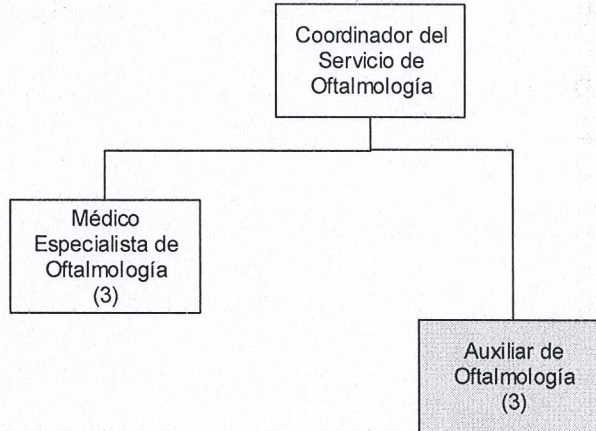 Coordinador del
Servicio de
Oftalmología
Médico
Especialista de
Oftalmología
(3)
Auxiliar de
Oftalmología
(3)